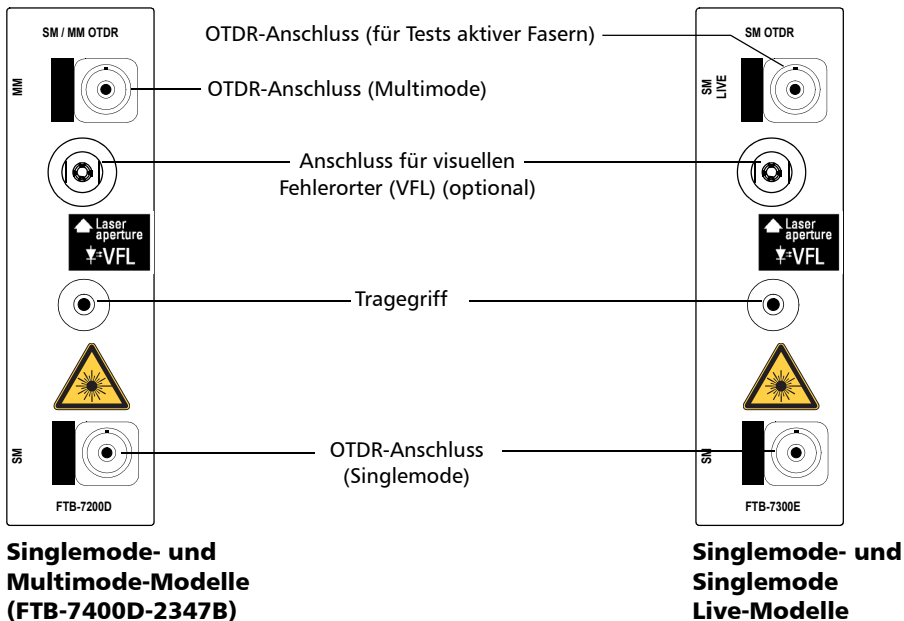 SM / MM OTDR
MM
Laser
aperture
VFL
SM
FTB-7200D
OTDR-Anschluss (für Tests aktiver Fasern)
OTDR-Anschluss (Multimode)
Anschluss für visuellen
Fehlerorter (VFL) (optional)
Tragegriff
OTDR-Anschluss
(Singlemode)
SM OTDR
SM
LIVE
Laser
aperture
VFL
SM
FTB-7300E
Singlemode- und
Multimode-Modelle
(FTB-7400D-2347B)
Singlemode- und
Singlemode
Live-Modelle